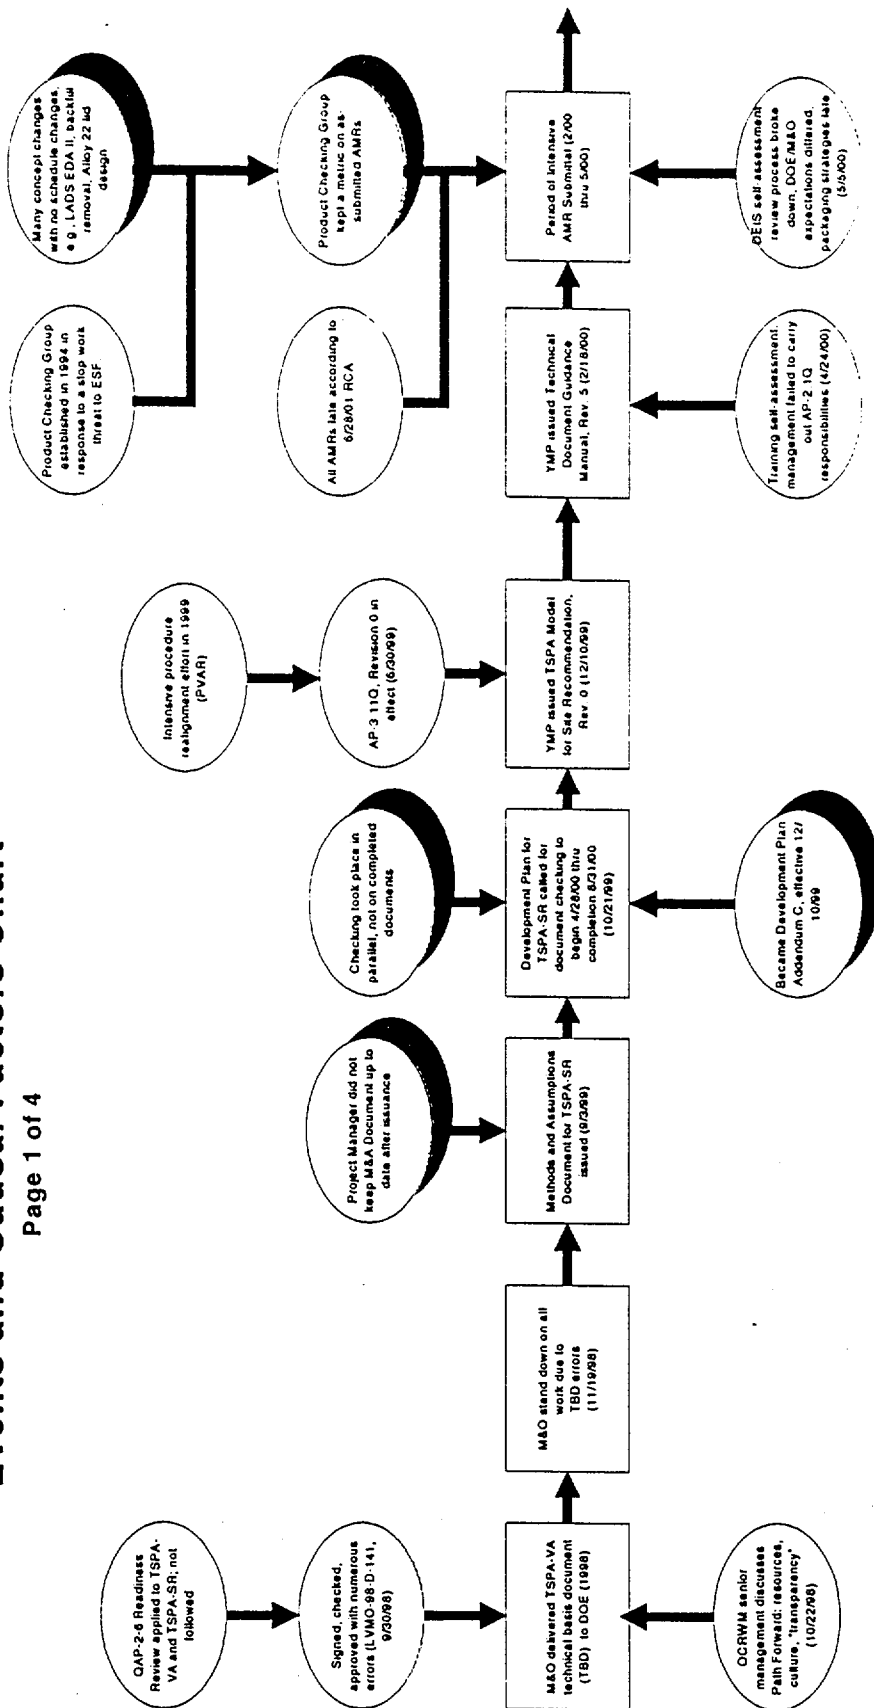 Events and Causal Factors Chart
Page 1 of 4
QAP-2-6 Readiness
Review applied to TSPA-
VA and TSPA-SR; not
followed
Signed, checked,
approved with numerous
errors (LVMO-98-D-141,
9/30/98)
M&O delivered TSPA-VA
technical basis document
(TBD) to DOE (1998)
OCRWM senior
management discusses
Path Forward: resources,
culture, "transparency"
(10/22/98)
M&O stand down on all
work due to
TBD errors
(11/19/98)
Project Manager did not
keep M&A Document up to
date after issuance
Methods and Assumptions
Document for TSPA-SR
issued (9/3/99)
Checking took place in
parallel, not on completed
documents
Development Plan for
TSPA-SR called for
document checking to
begin 4/28/00 thru
completion 8/31/00
(10/21/99)
Became Development Plan
Addendum C, effective 12/
10/99
Intensive procedure
realignment effort in 1999
(PVAR)
AP-3 11Q, Revision 0 in
effect (6/30/99)
YMP issued TSPA Model
for Site Recommendation,
Rev. 0 (12/10/99)
Product Checking Group
established in 1994 in
response to a stop work
threat to ESF
All AMRs late according to
6/28/01 RCA
YMP issued Technical
Document Guidance
Manual, Rev. 5 (2/18/00)
Training self-assessment:
management failed to carry
out AP-2 1Q
responsibilities (4/24/00)
Many concept changes
with no schedule changes,
e.g., LADS EDA II, backfill
removal, Alloy 22 lid
design
Product Checking Group
kept a metric on as-
submitted AMRs
Period of Intensive
AMR Submittal (2/00
thru 5/00)
DEIS self-assessment
review process broke
down, DOE/M&O
expectations differed,
packaging strategies late
(5/5/00)